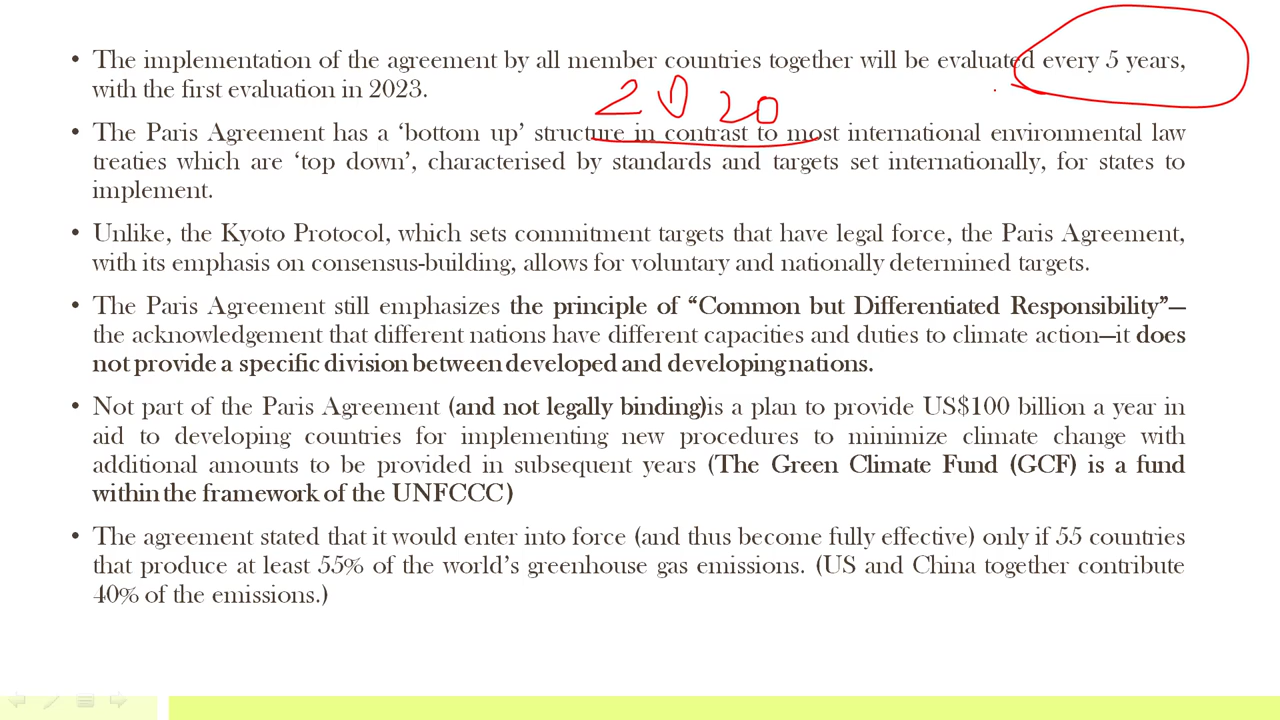 • The implementation of the agreement by all member countries together will be evaluated every 5 years,
with the first evaluation in 2023.
2020
• The Paris Agreement has a ‘bottom up’ structure in contrast to most international environmental law
treaties which are ‘top down’, characterised by standards and targets set internationally, for states to
implement.
• Unlike, the Kyoto Protocol, which sets commitment targets that have legal force, the Paris Agreement,
with its emphasis on consensus-building, allows for voluntary and nationally determined targets.
• The Paris Agreement still emphasizes the principle of “Common but Differentiated Responsibility”—
the acknowledgement that different nations have different capacities and duties to climate action—it does
not provide a specific division between developed and developing nations.
• Not part of the Paris Agreement (and not legally binding)is a plan to provide US$100 billion a year in
aid to developing countries for implementing new procedures to minimize climate change with
additional amounts to be provided in subsequent years (The Green Climate Fund (GCF) is a fund
within the framework of the UNFCCC)
• The agreement stated that it would enter into force (and thus become fully effective) only if 55 countries
that produce at least 55% of the world’s greenhouse gas emissions. (US and China together contribute
40% of the emissions.)